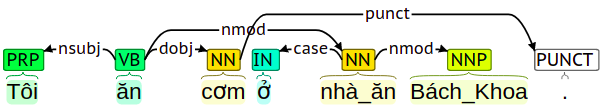 punct
nmod
nsubj dobj case nmod
PRP VB NN IN NN NNP PUNCT
Tôi ăn cơm ở nhà_ăn Bách_Khoa .